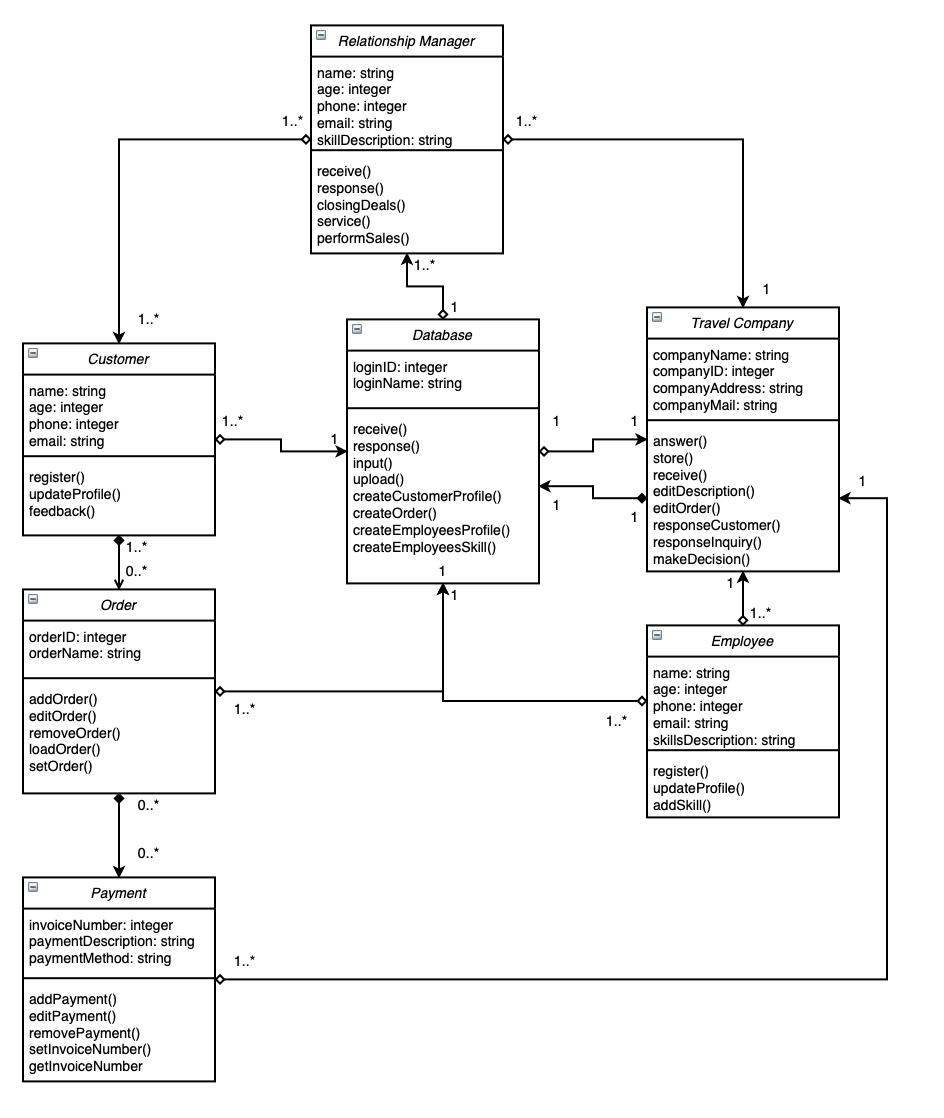 Relationship Manager
name: string
age: integer
phone: integer
email: string
skillDescription: string
receive()
response()
closingDeals()
service()
performSales()
1..*
1..*
1..*
1
1..*
1
Customer
name: string
age: integer
phone: integer
email: string
register()
updateProfile()
feedback()
1..*
1
Database
loginID: integer
loginName: string
receive()
response()
input()
upload()
createCustomerProfile()
createOrder()
createEmployeesProfile()
createEmployeesSkill()
1
1
1
1
1
1
Travel Company
companyName: string
companyID: integer
companyAddress: string
companyMail: string
answer()
store()
receive()
editDescription()
editOrder()
responseCustomer()
responseInquiry()
makeDecision()
1
1
1..*
1..*
0..*
Order
orderID: integer
orderName: string
addOrder()
editOrder()
removeOrder()
loadOrder()
setOrder()
1..*
1..*
Employee
name: string
age: integer
phone: integer
email: string
skillsDescription: string
register()
updateProfile()
addSkill()
0..*
0..*
Payment
invoiceNumber: integer
paymentDescription: string
paymentMethod: string
addPayment()
editPayment()
removePayment()
setInvoiceNumber()
getInvoiceNumber
1..*